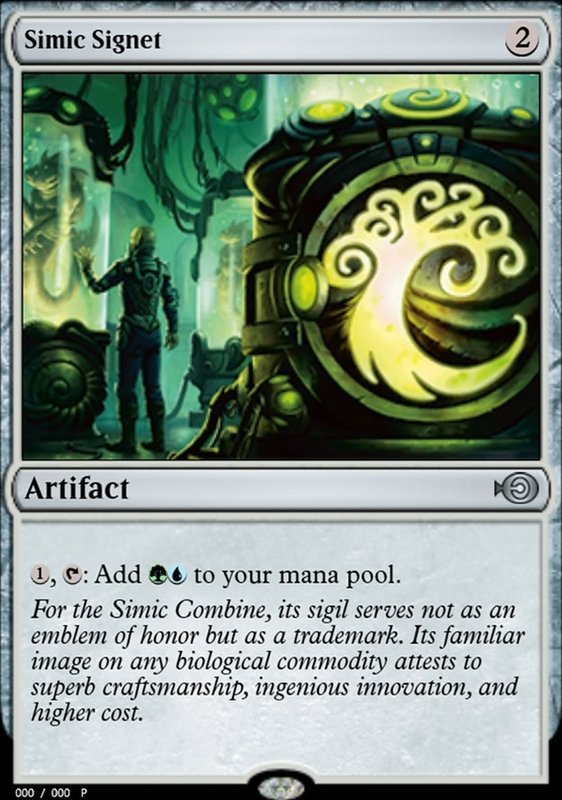 Simic Signet 2
Artifact
1, : Add to your mana pool.
For the Simic Combine, its sigil serves not as an
emblem of honor but as a trademark. Its familiar
image on any biological commodity attests to
superb craftsmanship, ingenious innovation, and
higher cost.
000 / 000 P